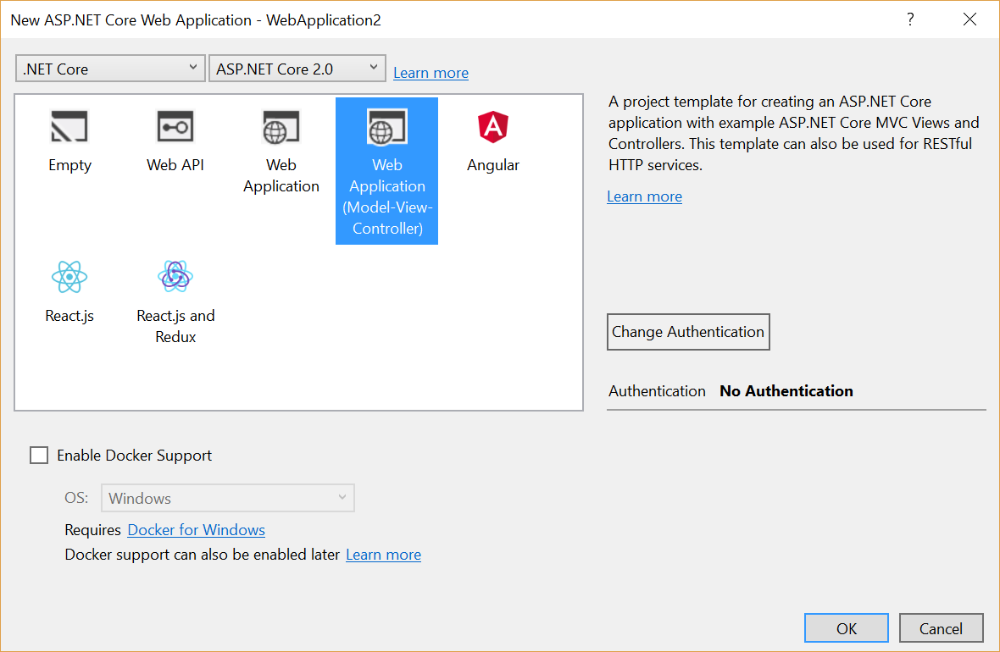 New ASP.NET Core Web Application - WebApplication2
?
.NET Core
ASP.NET Core 2.0
Learn more
Empty
Web API
Web
Application
Web
Application
(Model-View-
Controller)
Angular
React.js
React.js and
Redux
A project template for creating an ASP.NET Core
application with example ASP.NET Core MVC Views and
Controllers. This template can also be used for RESTful
HTTP services.
Learn more
Change Authentication
Authentication No Authentication
Enable Docker Support
OS: Windows
Requires Docker for Windows
Docker support can also be enabled later Learn more
OK
Cancel